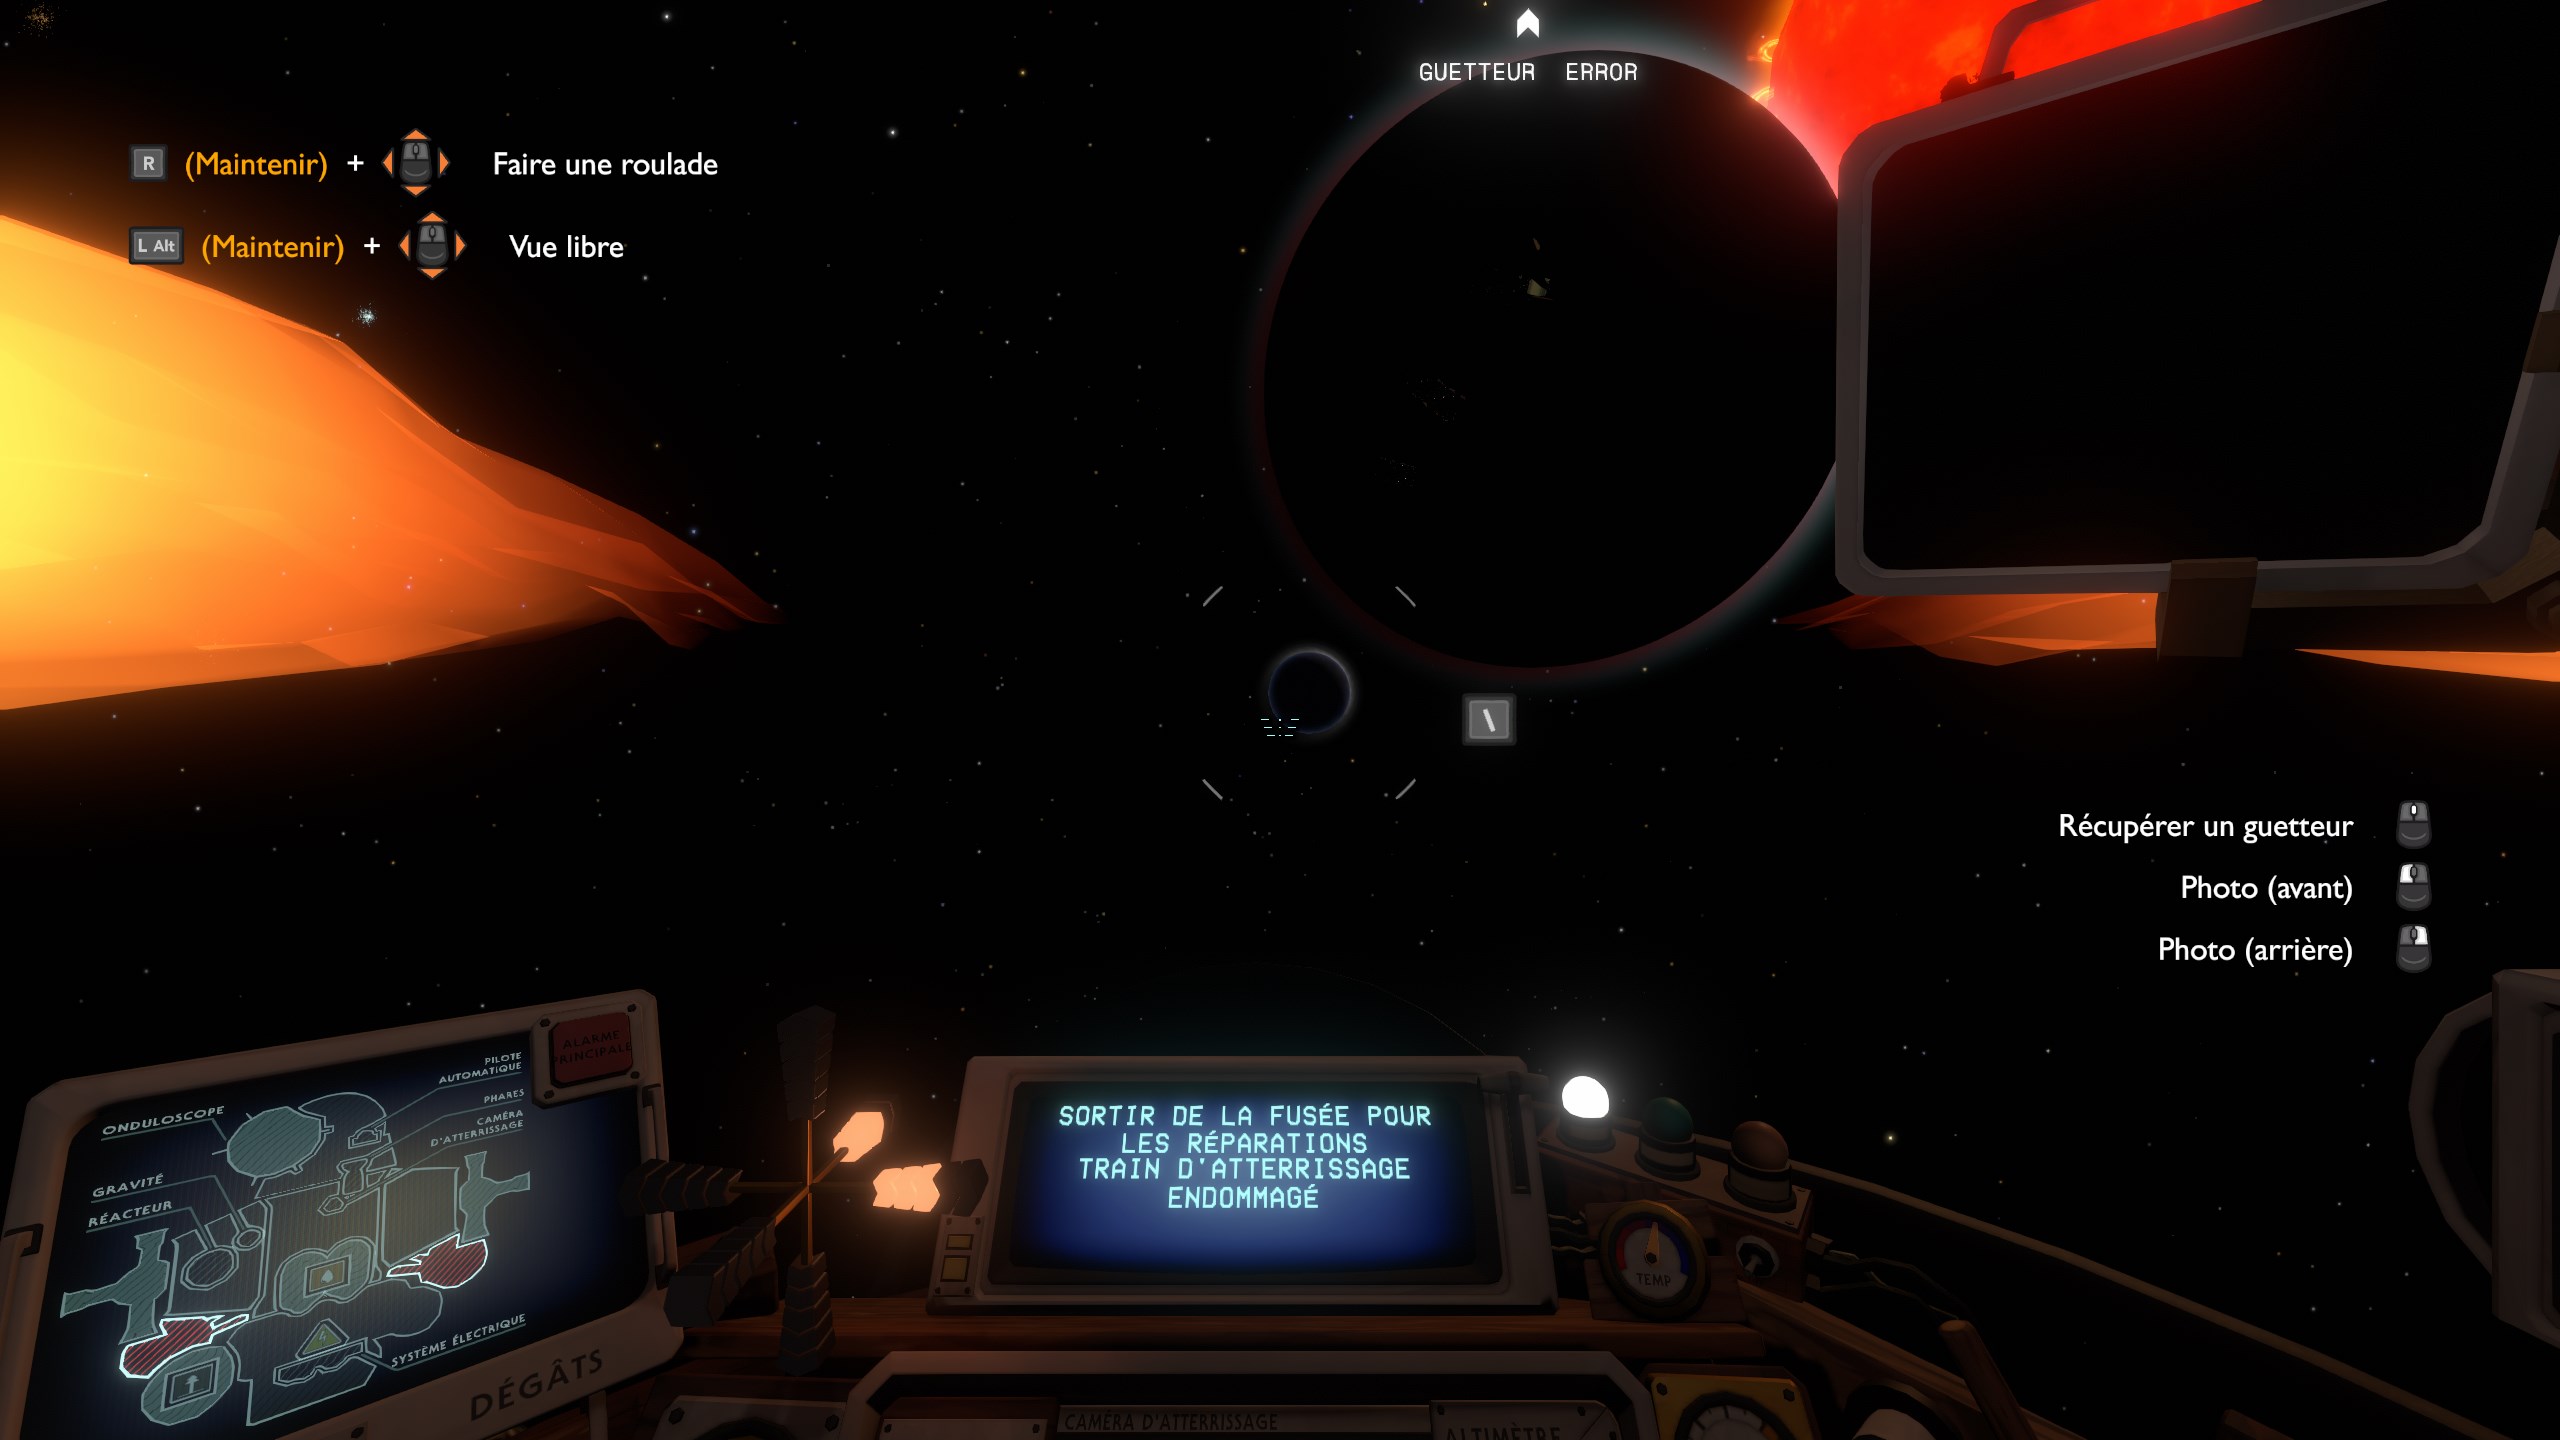 GUETTEUR ERROR
R (Maintenir) + Faire une roulade
L Alt (Maintenir) + Vue libre
\
Récupérer un guetteur
Photo (avant)
Photo (arrière)
ALARME
PRINCIPALE
PILOTE
AUTOMATIQUE
PHARES
CAMÉRA
D'ATTERRISSAGE
ONDULOSCOPE
GRAVITÉ
RÉACTEUR
SYSTÈME ÉLECTRIQUE
DÉGÂTS
SORTIR DE LA FUSÉE POUR
LES RÉPARATIONS
TRAIN D'ATTERRISSAGE
ENDOMMAGÉ
TEMP
CAMÉRA D'ATTERRISSAGE
ALTIMÈTRE